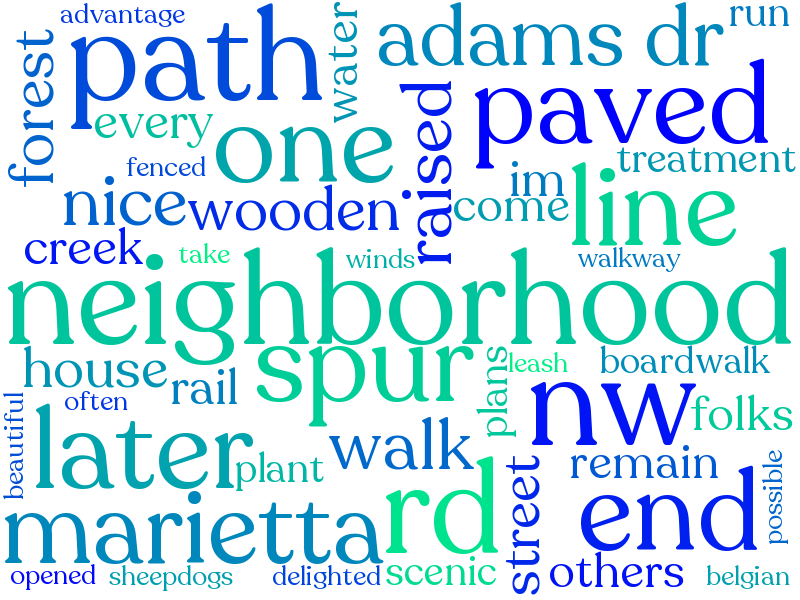 advantage
path
water
adams dr
run
forest
every
one
raised
paved
fenced
treatment
nice
wooden
im
come
line
creek
take
winds
walkway
neighborhood
house
rail
spur
plans
leash
boardwalk
beautiful
often
later
plant
walk
nw
folks
marietta
rd
street
remain
end
possible
opened
sheepdogs
delighted
scenic
others
belgian